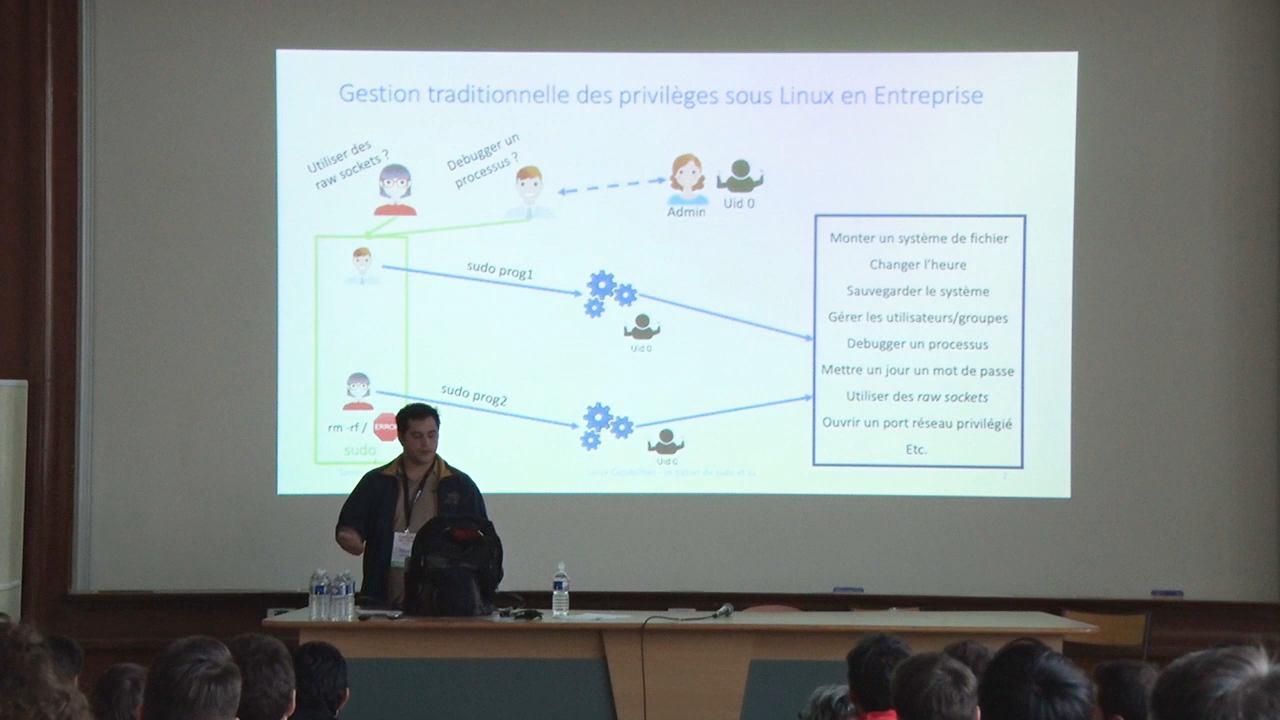 Gestion traditionnelle des privilèges sous Linux en Entreprise
Utiliser des
raw sockets ?
Debugger un
processus ?
Admin
Uid 0
sudo prog1
Uid 0
sudo prog2
Uid 0
rm -rf /
ERRO
sudo
Monter un système de fichier
Changer l'heure
Sauvegarder le système
Gérer les utilisateurs/groupes
Debugger un processus
Mettre un jour un mot de passe
Utiliser des raw sockets
Ouvrir un port réseau privilégié
Etc.
2